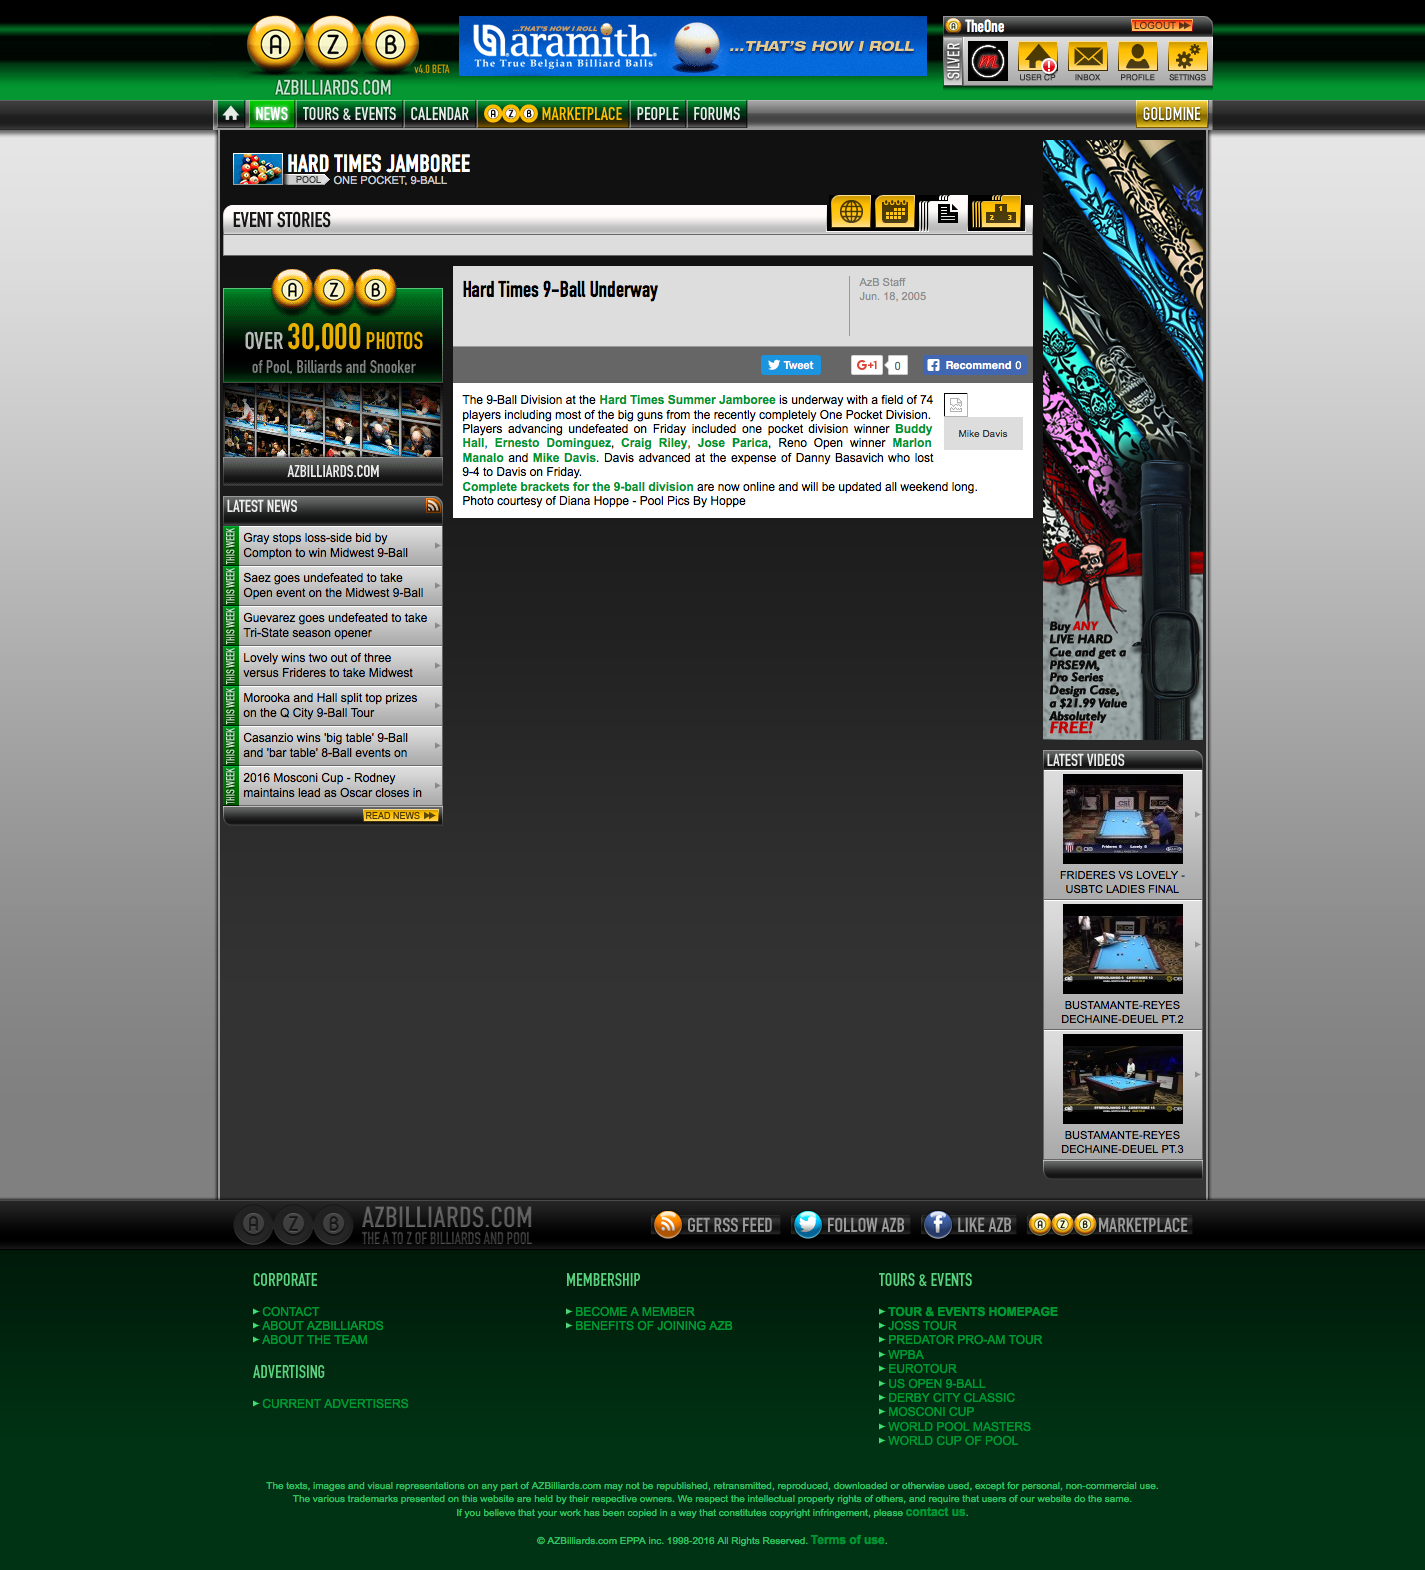 A Z B
v4.0 BETA
AZBILLIARDS.COM
...THAT'S HOW I ROLL
aramith
The True Belgian Billiard Balls
...THAT'S HOW I ROLL
TheOne
LOGOUT
SILVER
USER CP
INBOX
PROFILE
SETTINGS
NEWS
TOURS & EVENTS
CALENDAR
AZB MARKETPLACE
PEOPLE
FORUMS
GOLDMINE
HARD TIMES JAMBOREE
POOL ONE POCKET, 9-BALL
EVENT STORIES
1
2 3
A Z B
OVER 30,000 PHOTOS
of Pool, Billiards and Snooker
AZBILLIARDS.COM
Hard Times 9-Ball Underway
AzB Staff
Jun. 18, 2005
Tweet
G+1
0
Recommend 0
The 9-Ball Division at the Hard Times Summer Jamboree is underway with a field of 74
players including most of the big guns from the recently completely One Pocket Division.
Players advancing undefeated on Friday included one pocket division winner Buddy
Hall, Ernesto Dominguez, Craig Riley, Jose Parica, Reno Open winner Marlon
Manalo and Mike Davis. Davis advanced at the expense of Danny Basavich who lost
9-4 to Davis on Friday.
Complete brackets for the 9-ball division are now online and will be updated all weekend long.
Photo courtesy of Diana Hoppe - Pool Pics By Hoppe
Mike Davis
LATEST NEWS
THIS WEEK
Gray stops loss-side bid by
Compton to win Midwest 9-Ball
THIS WEEK
Saez goes undefeated to take
Open event on the Midwest 9-Ball
THIS WEEK
Guevarez goes undefeated to take
Tri-State season opener
THIS WEEK
Lovely wins two out of three
versus Frideres to take Midwest
THIS WEEK
Morooka and Hall split top prizes
on the Q City 9-Ball Tour
THIS WEEK
Casanzio wins 'big table' 9-Ball
and 'bar table' 8-Ball events on
THIS WEEK
2016 Mosconi Cup - Rodney
maintains lead as Oscar closes in
READ NEWS
Buy ANY
LIVE HARD
Cue and get a
PRSE9M,
Pro Series
Design Case,
a $21.99 Value
Absolutely
FREE!
LATEST VIDEOS
FRIDERES VS LOVELY -
USBTC LADIES FINAL
BUSTAMANTE-REYES
DECHAINE-DEUEL PT.2
BUSTAMANTE-REYES
DECHAINE-DEUEL PT.3
A Z B
AZBILLIARDS.COM
THE A TO Z OF BILLIARDS AND POOL
GET RSS FEED
FOLLOW AZB
LIKE AZB
AZB MARKETPLACE
CORPORATE
CONTACT
ABOUT AZBILLIARDS
ABOUT THE TEAM
ADVERTISING
CURRENT ADVERTISERS
MEMBERSHIP
BECOME A MEMBER
BENEFITS OF JOINING AZB
TOURS & EVENTS
TOUR & EVENTS HOMEPAGE
JOSS TOUR
PREDATOR PRO-AM TOUR
WPBA
EUROTOUR
US OPEN 9-BALL
DERBY CITY CLASSIC
MOSCONI CUP
WORLD POOL MASTERS
WORLD CUP OF POOL
The texts, images and visual representations on any part of AZBilliards.com may not be republished, retransmitted, reproduced, downloaded or otherwise used, except for personal, non-commercial use.
The various trademarks presented on this website are held by their respective owners. We respect the intellectual property rights of others, and require that users of our website do the same.
If you believe that your work has been copied in a way that constitutes copyright infringement, please contact us.
© AZBilliards.com EPPA inc. 1998-2016 All Rights Reserved. Terms of use.